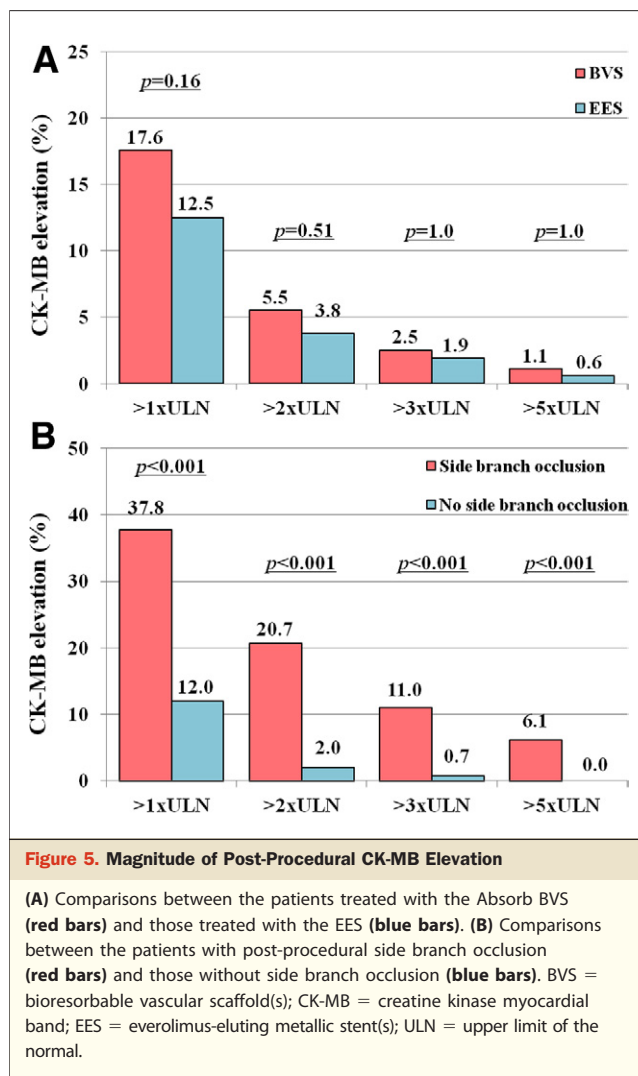 A
CK-MB elevation (%)
25
20
15
10
5
0
BVS
EES
p=0.16
p=0.51
p=1.0
p=1.0
17.6
12.5
5.5
3.8
2.5
1.9
1.1
0.6
>1xULN >2xULN >3xULN >5xULN
B
CK-MB elevation (%)
50
40
30
20
10
0
Side branch occlusion
No side branch occlusion
p<0.001
p<0.001
p<0.001
p<0.001
37.8
12.0
20.7
2.0
11.0
0.7
6.1
0.0
>1xULN >2xULN >3xULN >5xULN
Figure 5. Magnitude of Post-Procedural CK-MB Elevation
(A) Comparisons between the patients treated with the Absorb BVS
(red bars) and those treated with the EES (blue bars). (B) Comparisons
between the patients with post-procedural side branch occlusion
(red bars) and those without side branch occlusion (blue bars). BVS =
bioresorbable vascular scaffold(s); CK-MB = creatine kinase myocardial
band; EES = everolimus-eluting metallic stent(s); ULN = upper limit of the
normal.